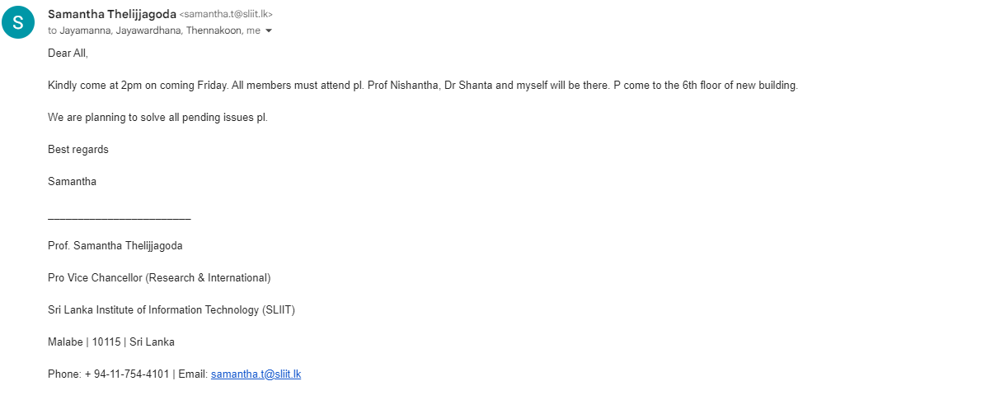 S
Samantha Thelijjagoda <samantha.t@sliit.lk>
to Jayamanna, Jayawardhana, Thennakoon, me
Dear All,
Kindly come at 2pm on coming Friday. All members must attend pl. Prof Nishantha, Dr Shanta and myself will be there. P come to the 6th floor of new building.
We are planning to solve all pending issues pl.
Best regards
Samantha
________________________
Prof. Samantha Thelijjagoda
Pro Vice Chancellor (Research & International)
Sri Lanka Institute of Information Technology (SLIIT)
Malabe | 10115 | Sri Lanka
Phone: + 94-11-754-4101 | Email: samantha.t@sliit.lk